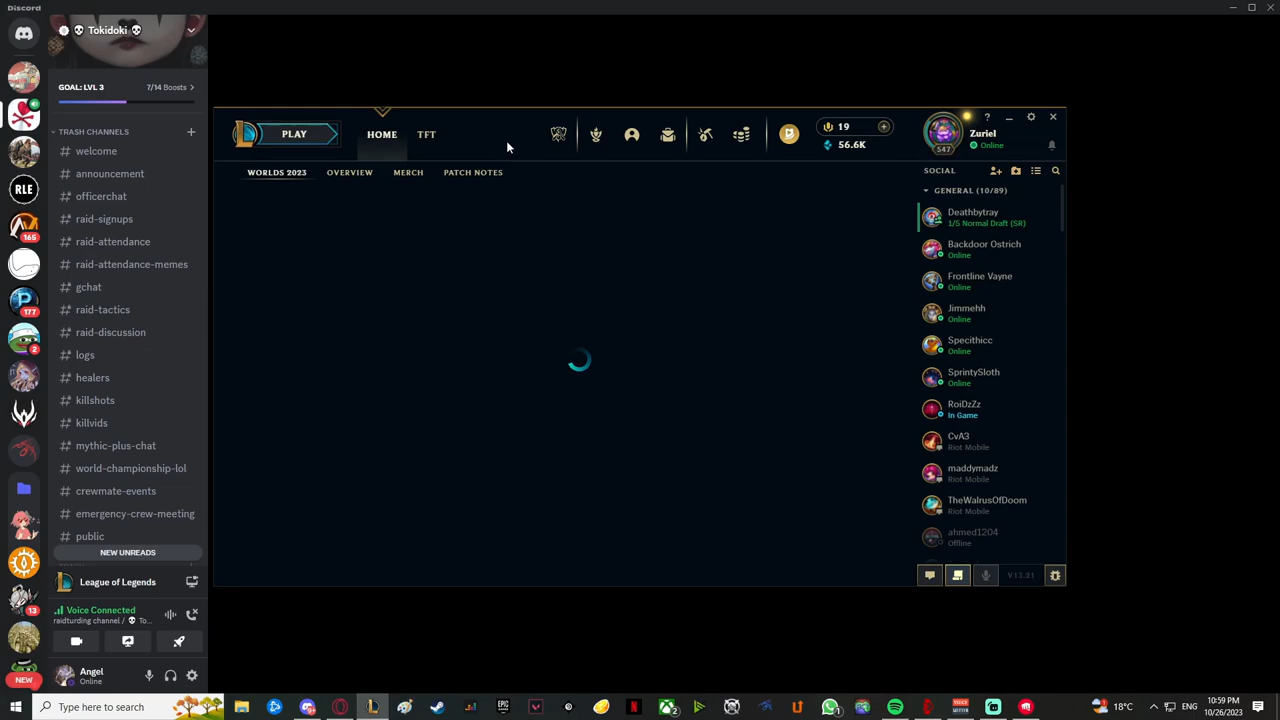 Discord
Tokidoki
GOAL: LVL 3
7/14 Boosts
TRASH CHANNELS
welcome
announcement
officerchat
raid-signups
raid-attendance
raid-attendance-memes
gchat
raid-tactics
raid-discussion
logs
healers
killshots
killvids
mythic-plus-chat
world-championship-lol
crewmate-events
emergency-crew-meeting
public
NEW UNREADS
League of Legends
Voice Connected
raidturding channel / To...
Angel
Online
RLE
165
177
2
13
NEW
PLAY
HOME
TFT
19
56.6K
547
Zuriel
Online
WORLDS 2023
OVERVIEW
MERCH
PATCH NOTES
SOCIAL
GENERAL (10/89)
Deathbytray
1/5 Normal Draft (SR)
Backdoor Ostrich
Online
Frontline Vayne
Online
Jimmehh
Online
Specithicc
Online
SprintySloth
Online
RoiDzZz
In Game
CvA3
Riot Mobile
maddymadz
Riot Mobile
TheWalrusOfDoom
Riot Mobile
ahmed1204
Offline
V13.21
Type here to search
EPIC
18°C
ENG
10:59 PM
10/26/2023